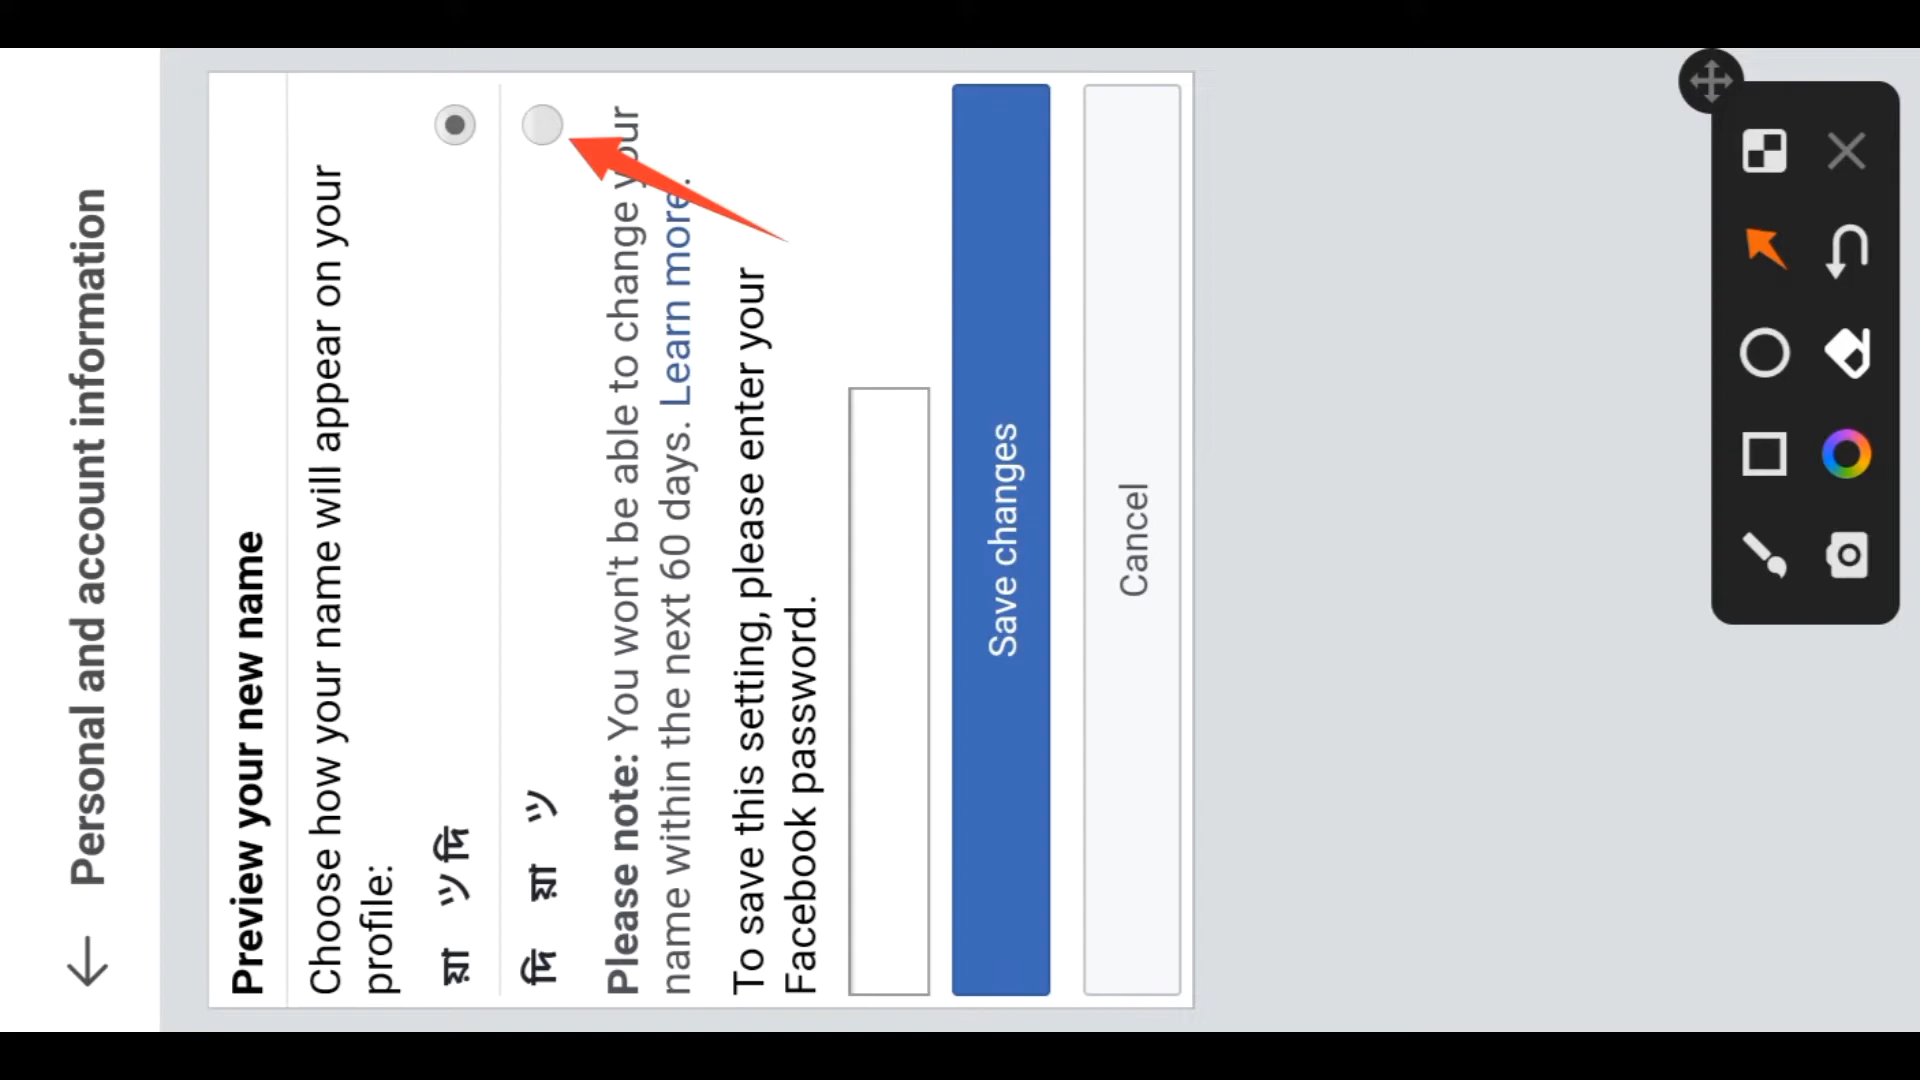 Personal and account information
Preview your new name
Choose how your name will appear on your
profile:
য়া ツ দি
দি য়া ツ
Please note: You won't be able to change your
name within the next 60 days. Learn more.
To save this setting, please enter your
Facebook password.
Save changes
Cancel